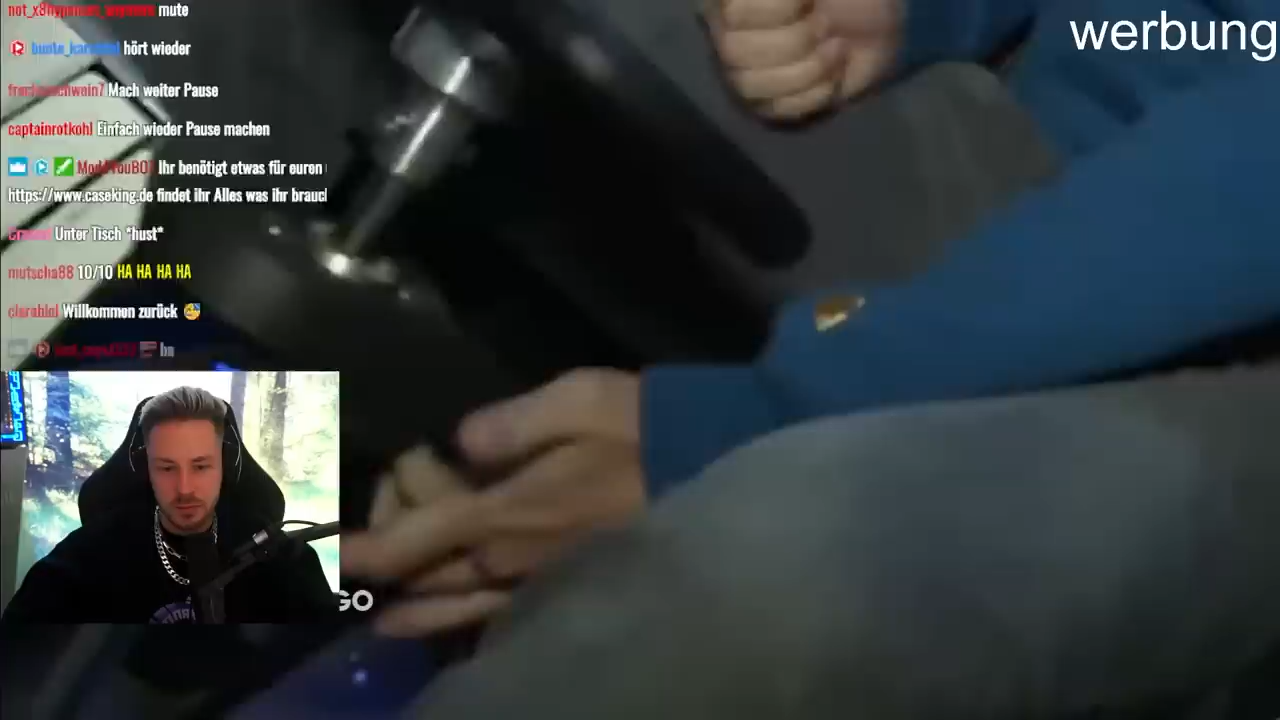 mute
werbung
hört wieder
Mach weiter Pause
captainrotkohl Einfach wieder Pause machen
Ihr benötigt etwas für euren
https://www.caseking.de findet ihr Alles was ihr brauch
Unter Tisch *hust*
mutscha88 10/10 HA HA HA HA
Willkommen zurück
GO